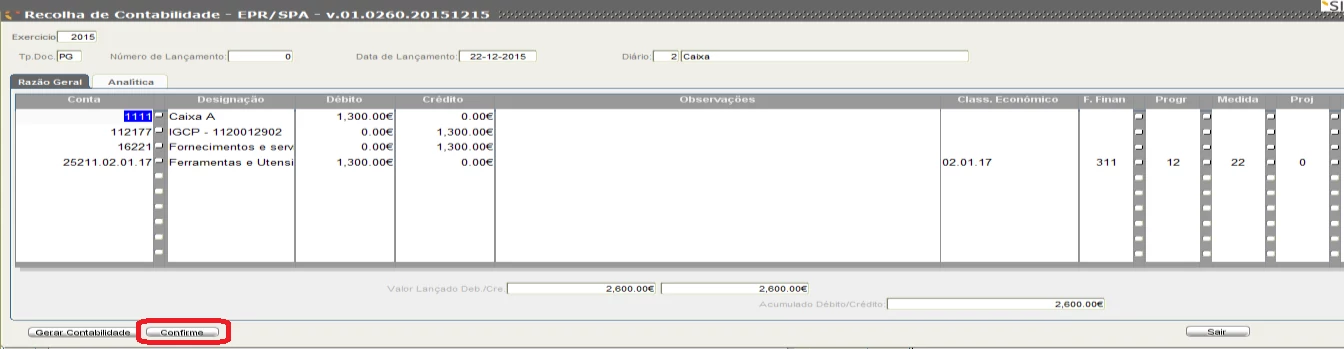 SI
Recolha de Contabilidade - EPR/SPA - v.01.0260.20151215
Exercício 2015
Tp.Doc. PG Número de Lançamento: 0 Data de Lançamento: 22-12-2015 Diário: 2 Caixa
Razão Geral Analítica
Conta Designação Débito Crédito Observações Class. Económico F. Finan Progr Medida Proj
1111 Caixa A 1,300.00€ 0.00€
112177 IGCP - 1120012902 0.00€ 1,300.00€
16221 Fornecimentos e serv 0.00€ 1,300.00€
25211.02.01.17 Ferramentas e Utensi 1,300.00€ 0.00€ 02.01.17 311 12 22 0
Valor Lançado Deb./Cre. 2,600.00€ 2,600.00€
Acumulado Débito/Crédito: 2,600.00€
Gerar Contabilidade Confirme Sair